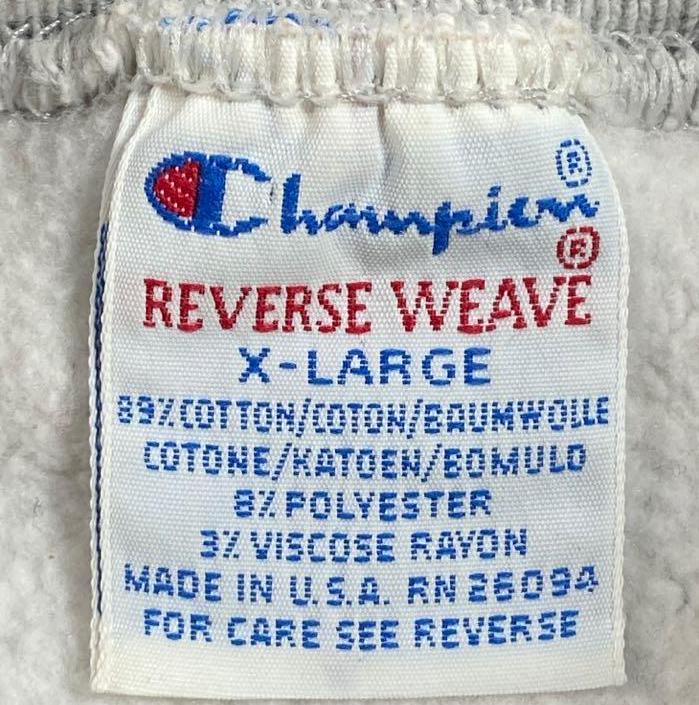 Champion®
REVERSE WEAVE®
X-LARGE
89% COTTON/COTON/BAUMWOLLE
COTONE/KATOEN/BOMULD
8% POLYESTER
3% VISCOSE RAYON
MADE IN U.S.A. RN 26094
FOR CARE SEE REVERSE